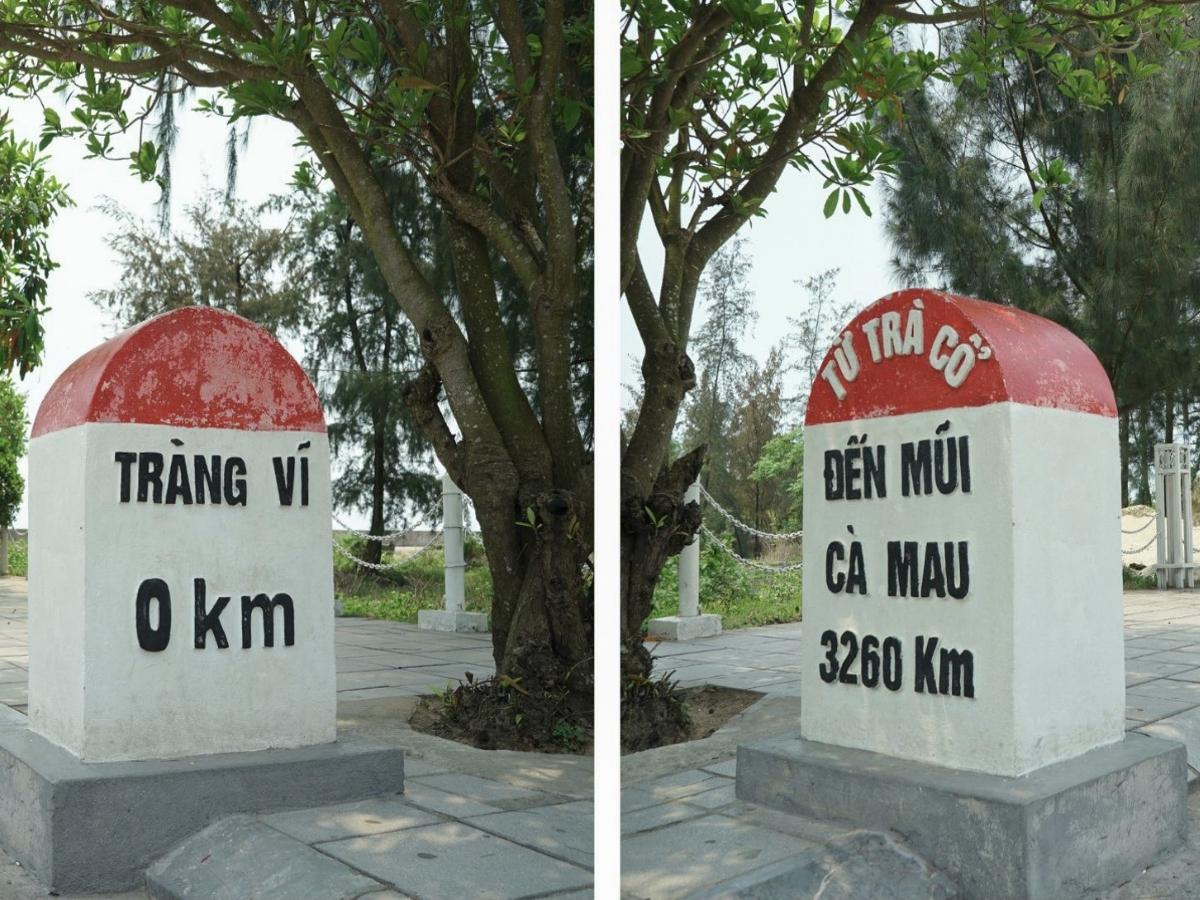 TRÀNG VĨ
0 km
TỪ TRÀ CỔ
ĐẾN MŨI
CÀ MAU
3260 Km